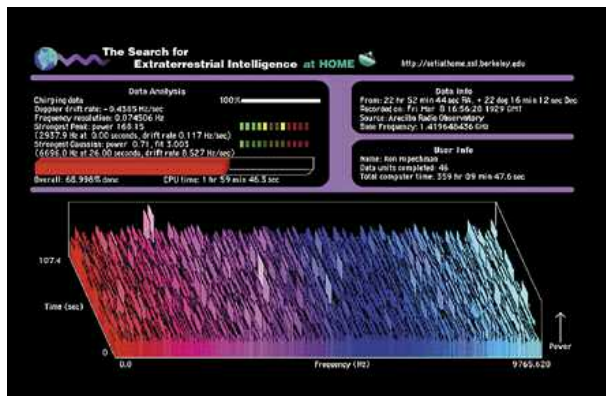 The Search for
Extraterrestrial Intelligence at HOME
http://setiathome.ssl.berkeley.edu
Data Analysis
Chirping data 100%
Doppler drift rate: -0.4385 Hz/sec
Frequency resolution: 0.074506 Hz
Strongest Peak: power 168.15
(2937.9 Hz at 0.00 seconds, drift rate 0.117 Hz/sec)
Strongest Gaussian: power 0.71, fit 3.003
(6696.0 Hz at 26.00 seconds, drift rate 8.527 Hz/sec)
Overall: 68.998% done CPU time: 1 hr 59 min 46.3 sec
Data Info
From: 22 hr 52 min 44 sec RA, + 22 deg 16 min 12 sec Dec
Recorded on: Fri Mar 8 16:56:20 1929 GMT
Source: Arecibo Radio Observatory
Base Frequency: 1.419648436 GHz
User Info
Name: Ron Hipschman
Data units completed: 46
Total computer time: 359 hr 09 min 47.6 sec
107.4
Time (sec)
0
0.0
Frequency (Hz)
9765.620
Power